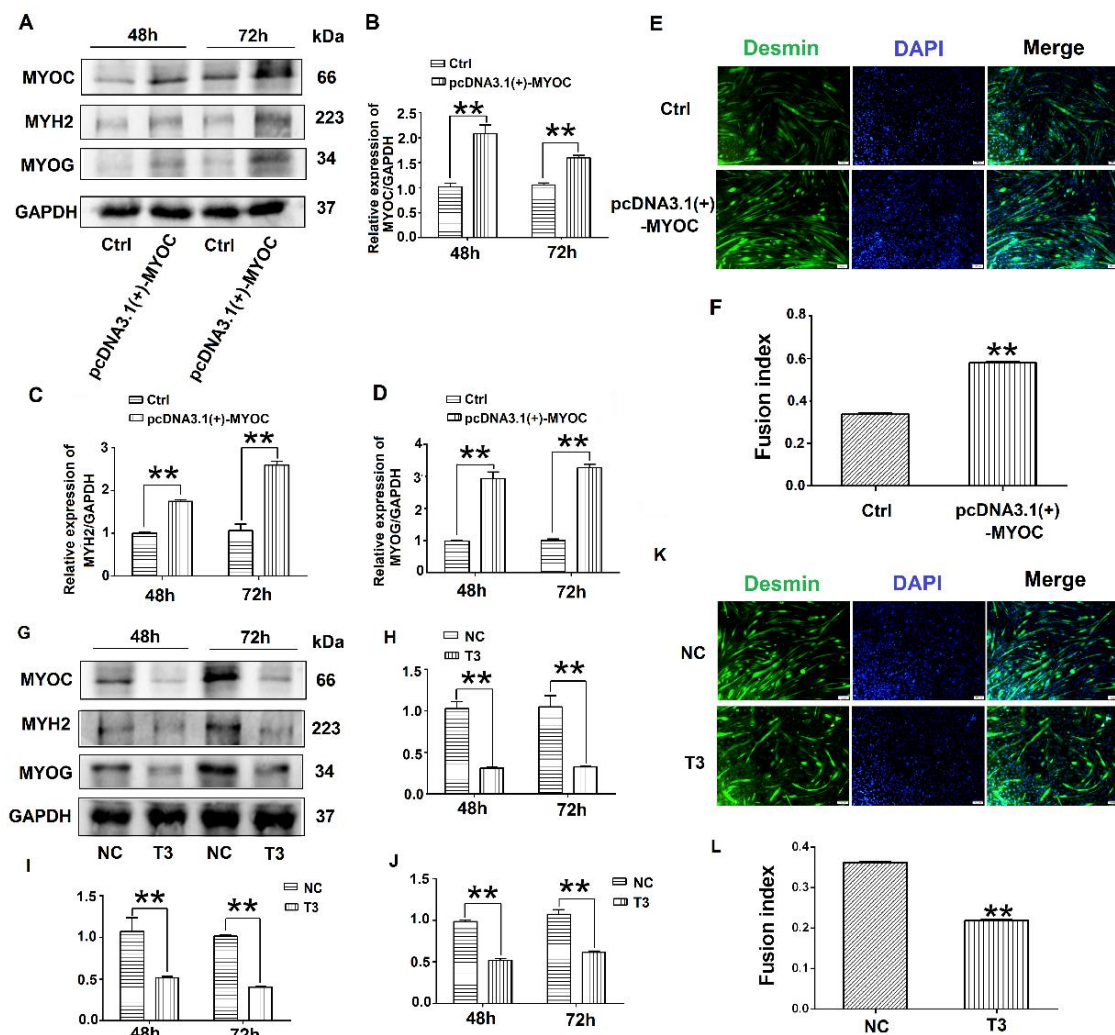 A
48h 72h kDa
MYOC 66
MYH2 223
MYOG 34
GAPDH 37
Ctrl Ctrl
pcDNA3.1(+)-MYOC pcDNA3.1(+)-MYOC
B
Ctrl
pcDNA3.1(+)-MYOC
Relative expression of
MYOC/GAPDH
2.5
2.0
1.5
1.0
0.5
0.0
** **
48h 72h
E
Desmin DAPI Merge
Ctrl
pcDNA3.1(+)
-MYOC
C
Ctrl
pcDNA3.1(+)-MYOC
Relative expression of
MYH2/GAPDH
3
2
1
0
** **
48h 72h
D
Ctrl
pcDNA3.1(+)-MYOC
Relative expression of
MYOG/GAPDH
4
3
2
1
0
** **
48h 72h
F
Fusion index
0.8
0.6
0.4
0.2
0.0
**
Ctrl pcDNA3.1(+)
-MYOC
G
48h 72h kDa
MYOC 66
MYH2 223
MYOG 34
GAPDH 37
NC T3 NC T3
H
NC
T3
1.5
1.0
0.5
0.0
** **
48h 72h
K
Desmin DAPI Merge
NC
T3
I
NC
T3
1.5
1.0
0.5
0.0
** **
48h 72h
J
NC
T3
1.5
1.0
0.5
0.0
** **
48h 72h
L
Fusion index
0.4
0.3
0.2
0.1
0.0
**
NC T3